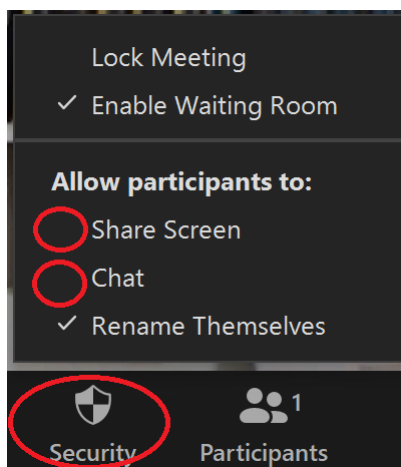 Lock Meeting
✓ Enable Waiting Room
Allow participants to:
Share Screen
Chat
✓ Rename Themselves
1
Security Participants